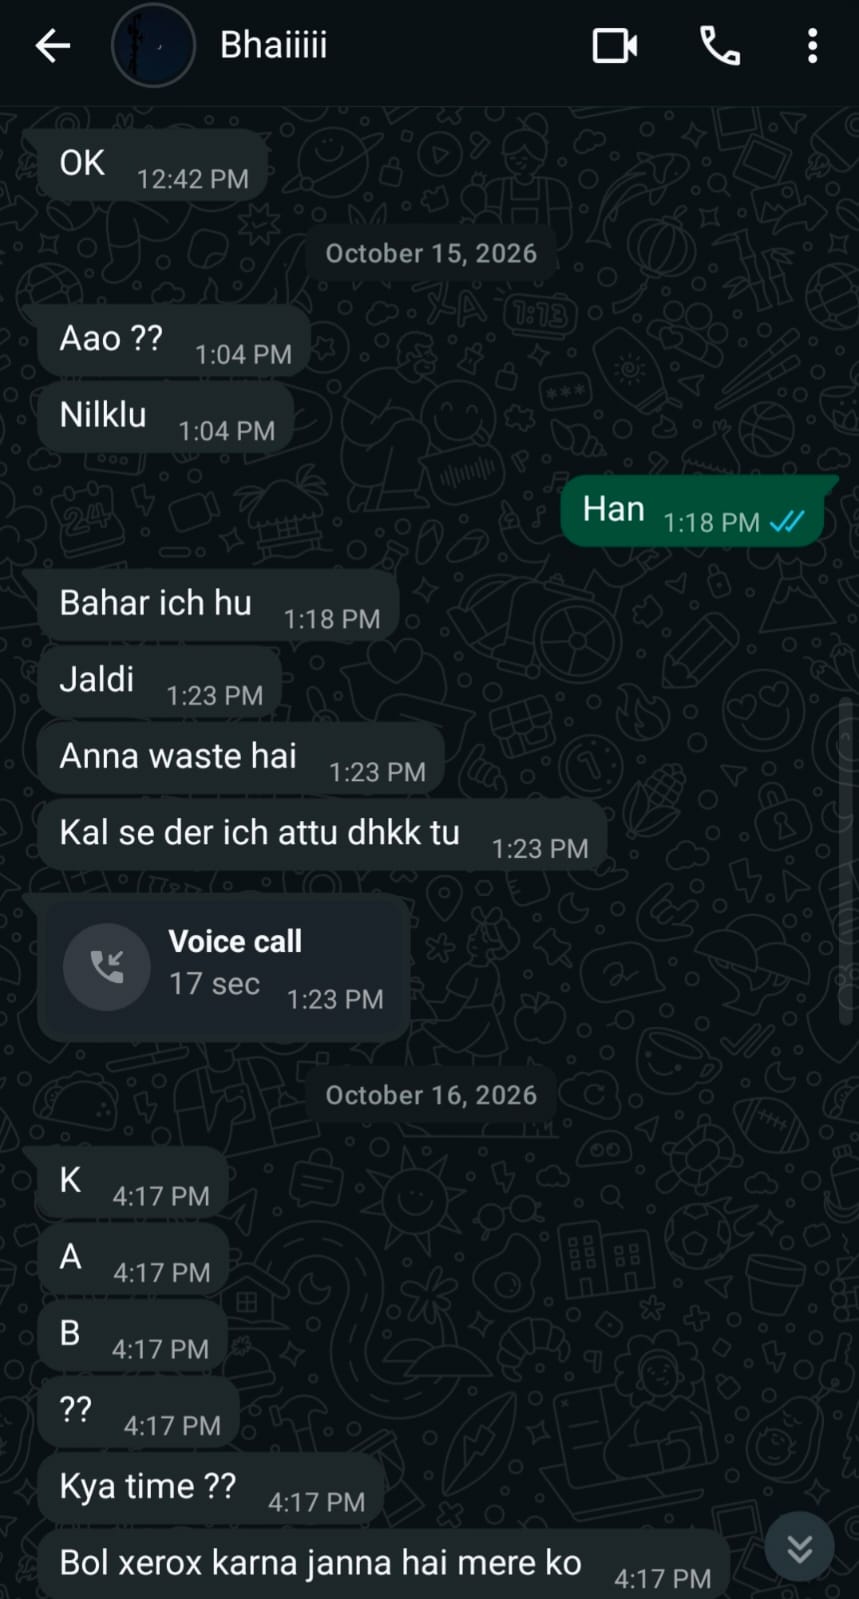 Bhaiiiii
OK 12:42 PM
October 15, 2026
Aao ?? 1:04 PM
Nilklu 1:04 PM
Han 1:18 PM
Bahar ich hu 1:18 PM
Jaldi 1:23 PM
Anna waste hai 1:23 PM
Kal se der ich attu dhkk tu 1:23 PM
Voice call
17 sec 1:23 PM
October 16, 2026
K 4:17 PM
A 4:17 PM
B 4:17 PM
?? 4:17 PM
Kya time ?? 4:17 PM
Bol xerox karna janna hai mere ko 4:17 PM